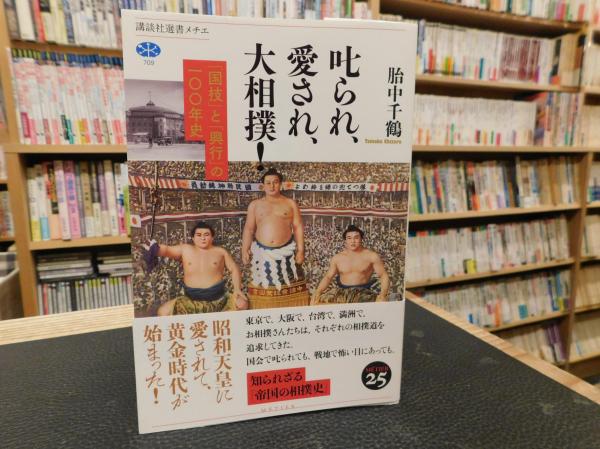 講談社選書メチエ
709
叱られ、
愛され、
大相撲!
「国技」と「興行」の
一〇〇年史
胎中千鶴
Tainaka Chizuru
昭和天皇に
愛されて、
黄金時代が
始まった!
東京で、大阪で、台湾で、満洲で、
お相撲さんたちは、それぞれの相撲道を
追求してきた。
国会で叱られても、戦地で怖い目にあっても。
知られざる
「帝国の相撲史」
MÉTIER
25
MÉTIER